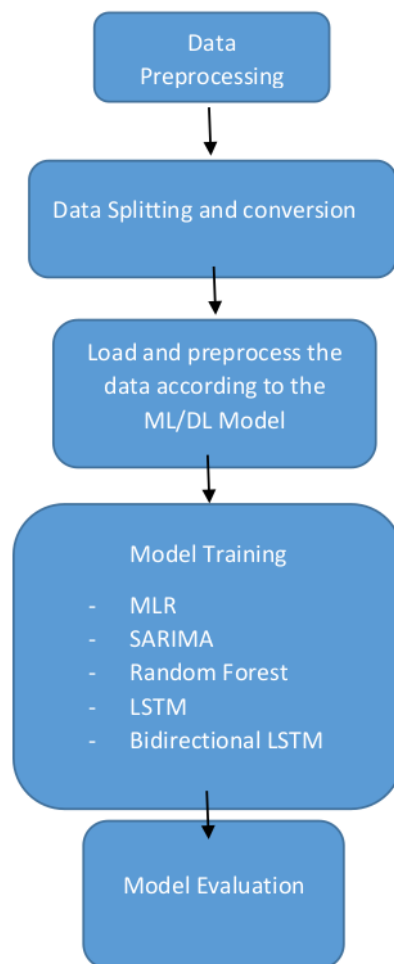 Data
Preprocessing
Data Splitting and conversion
Load and preprocess the
data according to the
ML/DL Model
Model Training
- MLR
- SARIMA
- Random Forest
- LSTM
- Bidirectional LSTM
Model Evaluation